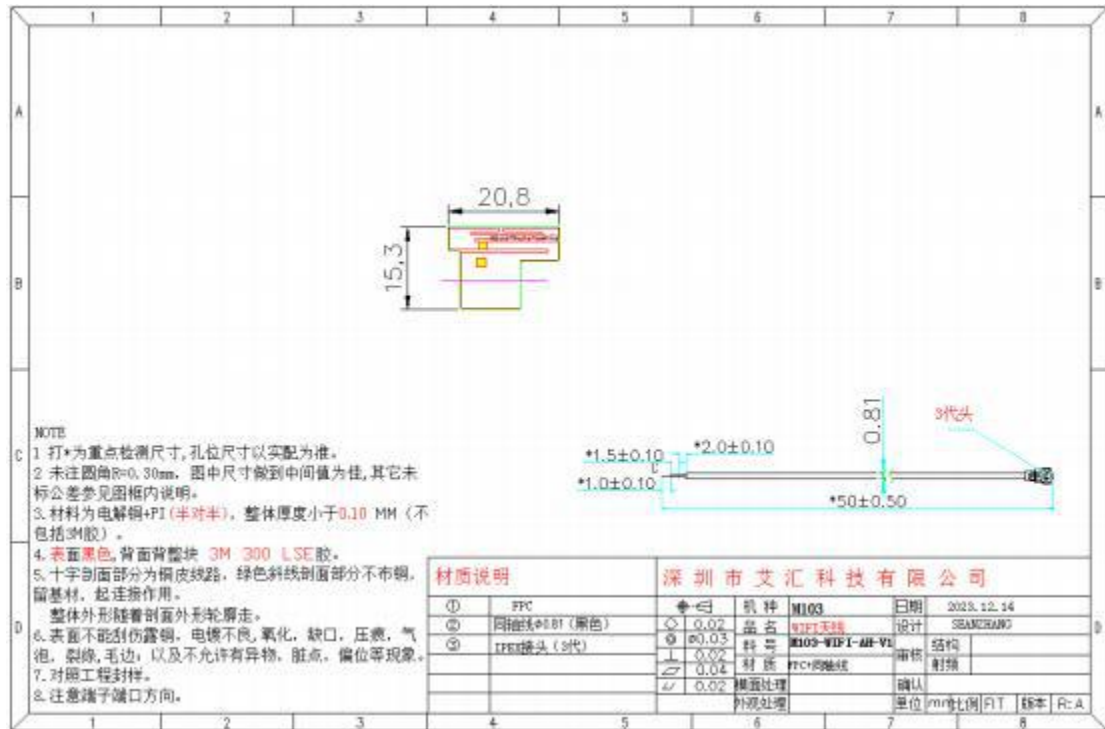 1 2 3 4 5 6 7 8
A A
B B
C C
D D
20,8
15,3
0.81
3代头
*1.5±0.10
*2.0±0.10
*1.0±0.10
*50±0.50
NOTE
1 打*为重点检测尺寸,孔位尺寸以实配为准。
2 未注圆角R=0.30mm, 图中尺寸做到中间值为佳,其它未
标公差参见图框内说明。
3.材料为电解铜+PI(半对半), 整体厚度小于0.10 MM (不
包括3M胶)。
4.表面黑色,背面背整块 3M 300 LSE胶。
5.十字剖面部分为铜皮线路, 绿色斜线剖面部分不布铜,
留基材, 起连接作用。
整体外形随着剖面外形轮廓走。
6.表面不能刮伤露铜, 电镀不良,氧化, 缺口, 压痕, 气
泡, 裂缘,毛边; 以及不允许有异物, 脏点, 偏位等现象。
7.对照工程封样。
8.注意端子端口方向。
材质说明
① FPC
② 同轴线Φ0.81 (黑色)
③ IPEX接头 (3代)
深圳市艾汇科技有限公司
机种 M103 日期 2023.12.14
0.02 品名 WIFI天线 设计 SHANZHANG
Φ0.03 料号 M103-WIFI-AH-V1 审核 结构
0.02 材质 FPC+同轴线 射频
0.04
0.02 模面处理 确认
外观处理 单位 mm 比例 FIT 版本 R:A
1 2 3 4 5 6 7 8